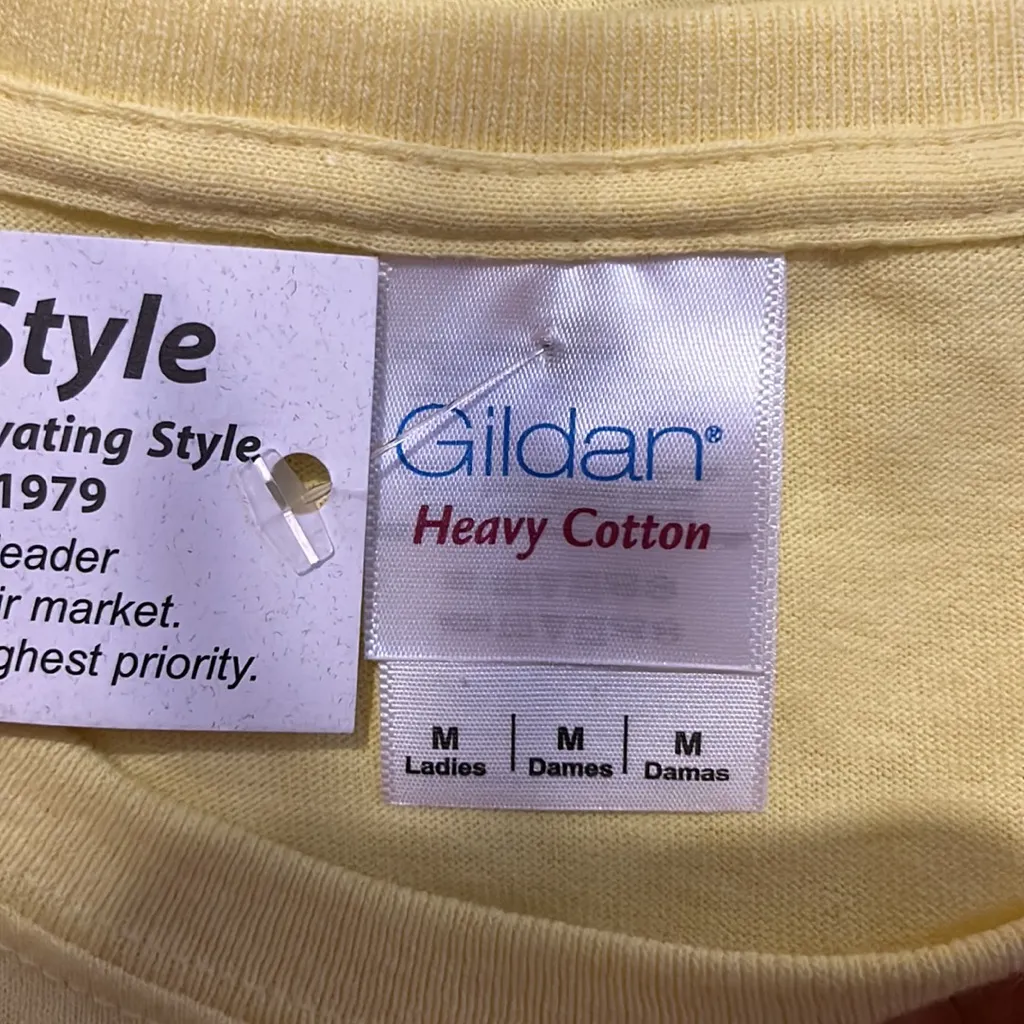 Style
vating Style
1979
eader
ir market.
ghest priority.
Gildan®
Heavy Cotton
M | M | M
Ladies | Dames | Damas